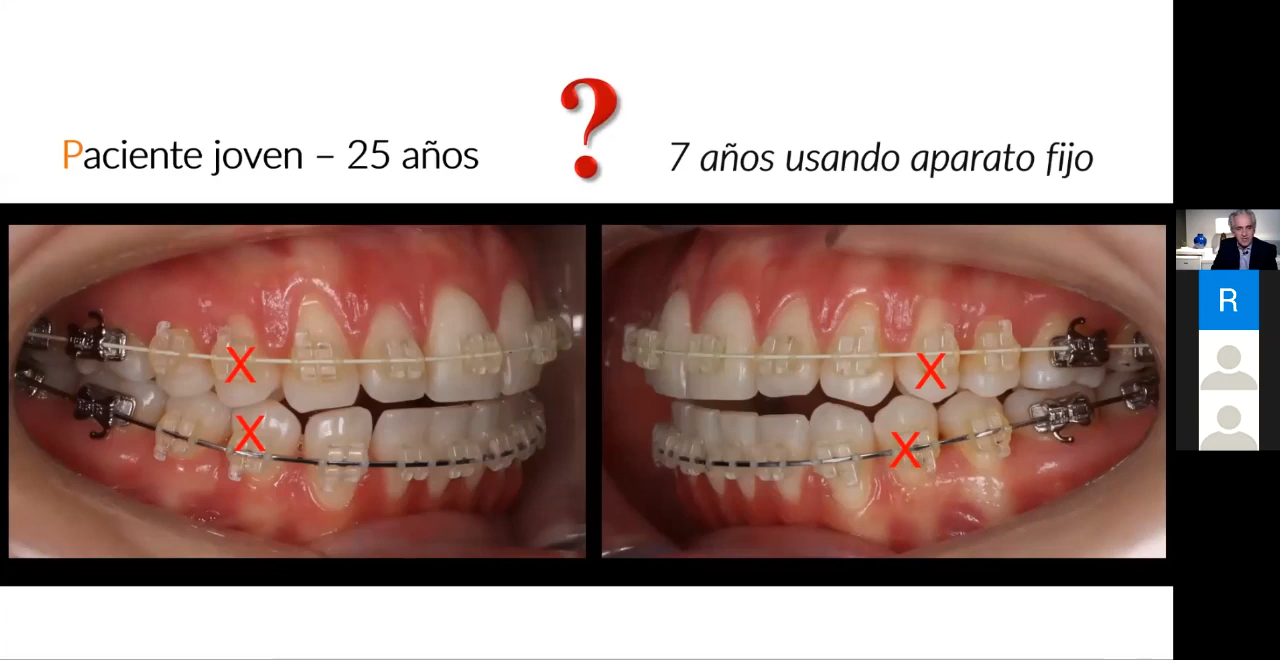 Paciente joven – 25 años
?
7 años usando aparato fijo
X
X
X
X
R